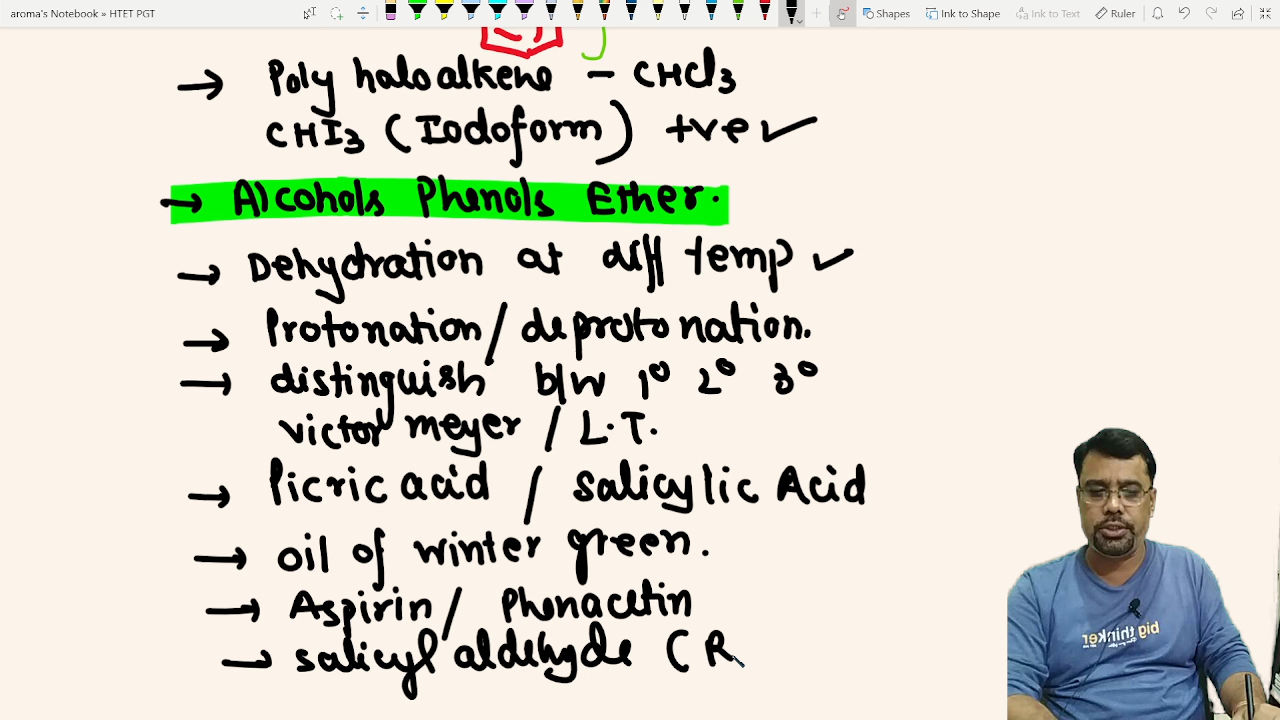 aroma's Notebook » HTET PGT
Shapes Ink to Shape Ink to Text Ruler
→ Poly haloalkene – CHCl3
CHI3 (Iodoform) +ve ✓
→ Alcohols Phenols Ether.
→ Dehydration at diff temp ✓
→ Protonation / deprotonation.
→ distinguish b/w 1° 2° 3°
victor meyer / L.T.
→ Picric acid / salicylic Acid
→ oil of winter green.
→ Aspirin / Phenacetin
→ salicyl aldehyde ( R
big thinker